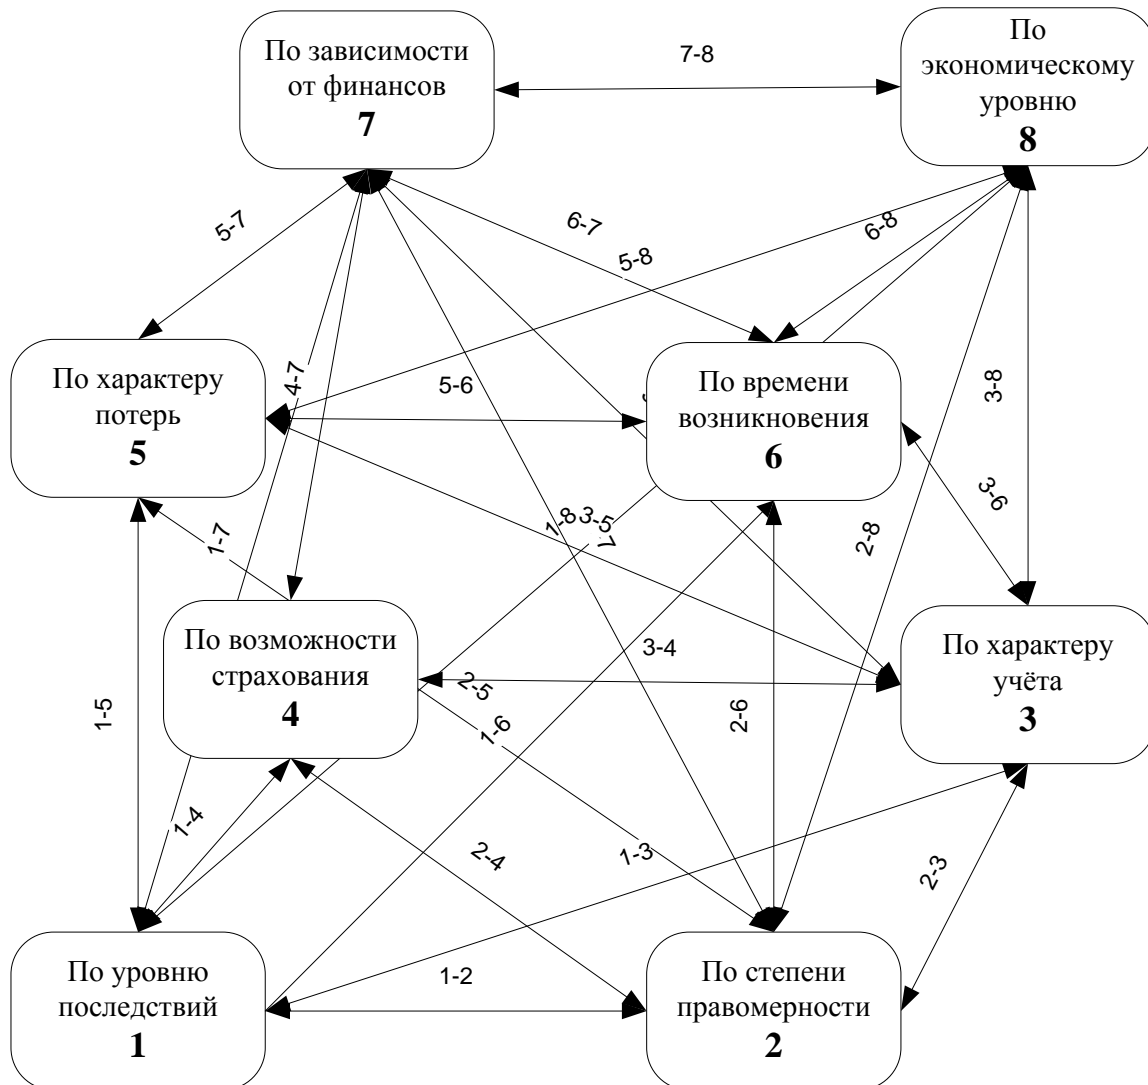 По зависимости
от финансов
7
7-8
По
экономическому
уровню
8
5-7
6-7
5-8
6-8
По характеру
потерь
5
4-7
5-6
По времени
возникновения
6
3-8
3-6
1-7
1-8
3-5
7
2-8
По возможности
страхования
4
3-4
По характеру
учёта
3
1-5
2-5
1-6
2-6
1-4
2-4
1-3
2-3
По уровню
последствий
1
1-2
По степени
правомерности
2